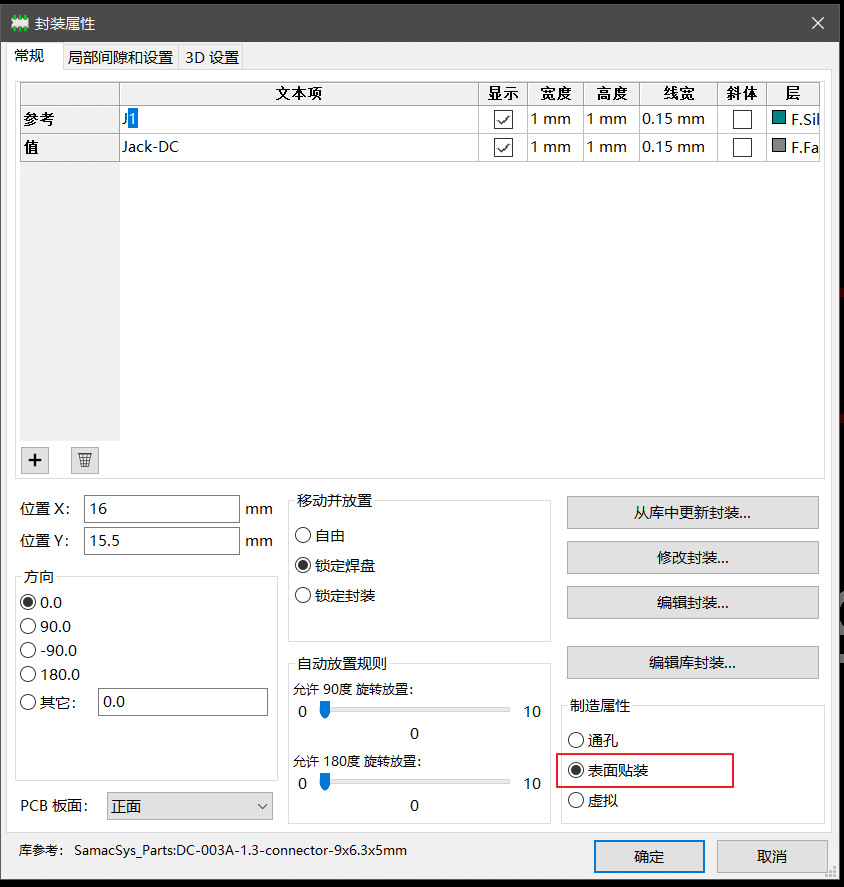 封装属性
常规 局部间隙和设置 3D 设置
文本项 显示 宽度 高度 线宽 斜体 层
参考 J1 1 mm 1 mm 0.15 mm F.Sil
值 Jack-DC 1 mm 1 mm 0.15 mm F.Fa
位置 X： 16 mm
位置 Y： 15.5 mm
方向
0.0
90.0
-90.0
180.0
其它： 0.0
PCB 板面： 正面
移动并放置
自由
锁定焊盘
锁定封装
自动放置规则
允许 90度 旋转放置：
0 10
0
允许 180度 旋转放置：
0 10
0
从库中更新封装...
修改封装...
编辑封装...
编辑库封装...
制造属性
通孔
表面贴装
虚拟
库参考： SamacSys_Parts:DC-003A-1.3-connector-9x6.3x5mm
确定 取消